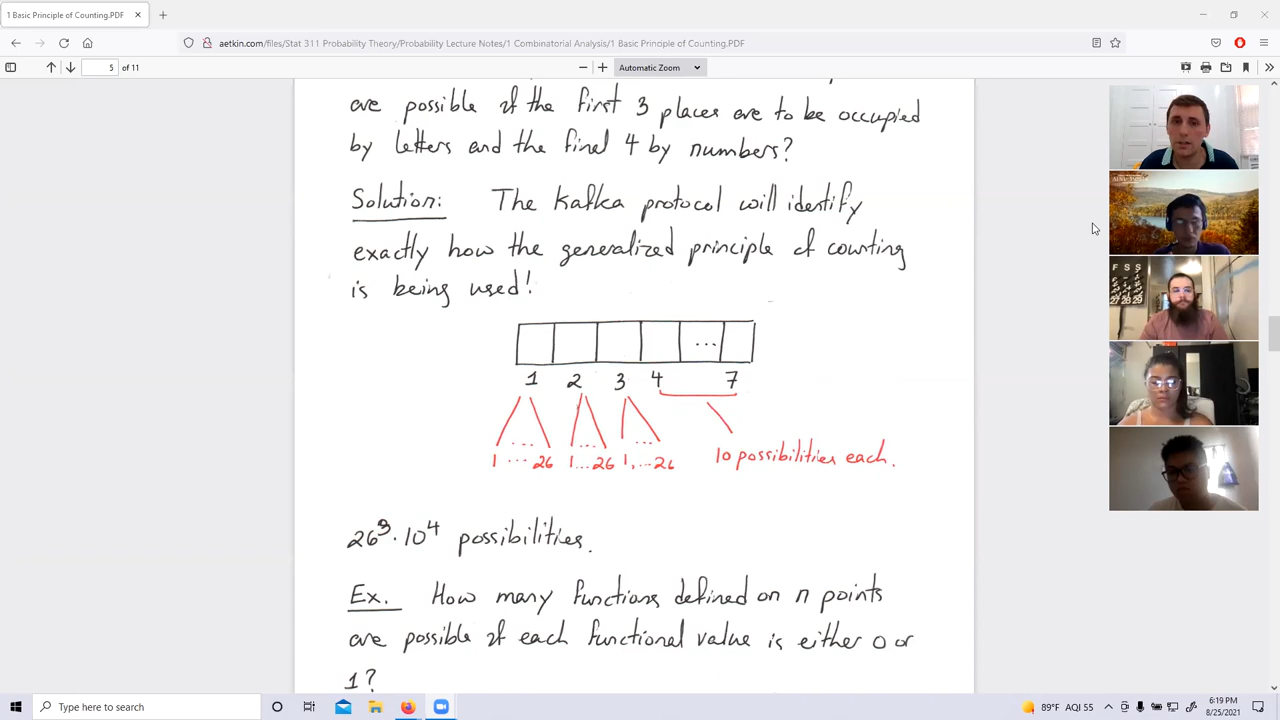 1 Basic Principle of Counting.PDF
aetkin.com/files/Stat 311 Probability Theory/Probability Lecture Notes/1 Combinatorial Analysis/1 Basic Principle of Counting.PDF
5 of 11
Automatic Zoom
are possible if the first 3 places are to be occupied
by letters and the final 4 by numbers?
Solution: The Kafka protocol will identify
exactly how the generalized principle of counting
is being used!
...
1 2 3 4 7
... ... ...
1 ... 26 1...26 1,...26 10 possibilities each.
26³·10⁴ possibilities.
Ex. How many functions defined on n points
are possible if each functional value is either 0 or
1?
F S S
Type here to search
89°F AQI 55
6:19 PM
8/25/2021